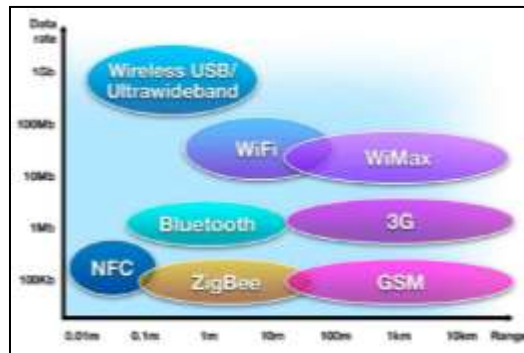 Data
rate
1Gb
100Mb
10Mb
1Mb
100Kb
Wireless USB/
Ultrawideband
WiFi
WiMax
Bluetooth
3G
NFC
ZigBee
GSM
0.01m 0.1m 1m 10m 100m 1km 10km Range